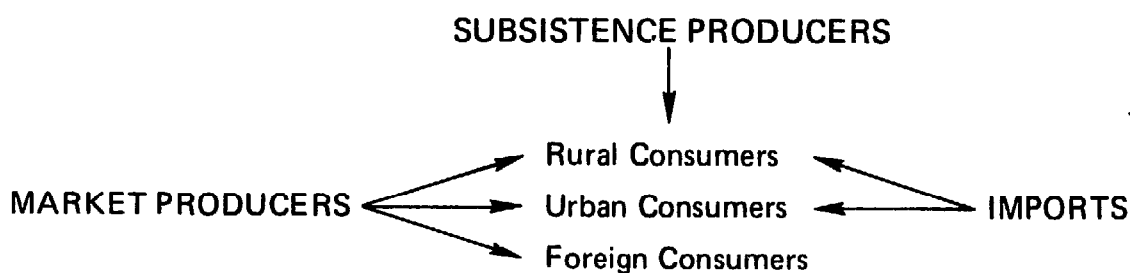 SUBSISTENCE PRODUCERS
Rural Consumers
MARKET PRODUCERS
Urban Consumers
IMPORTS
Foreign Consumers